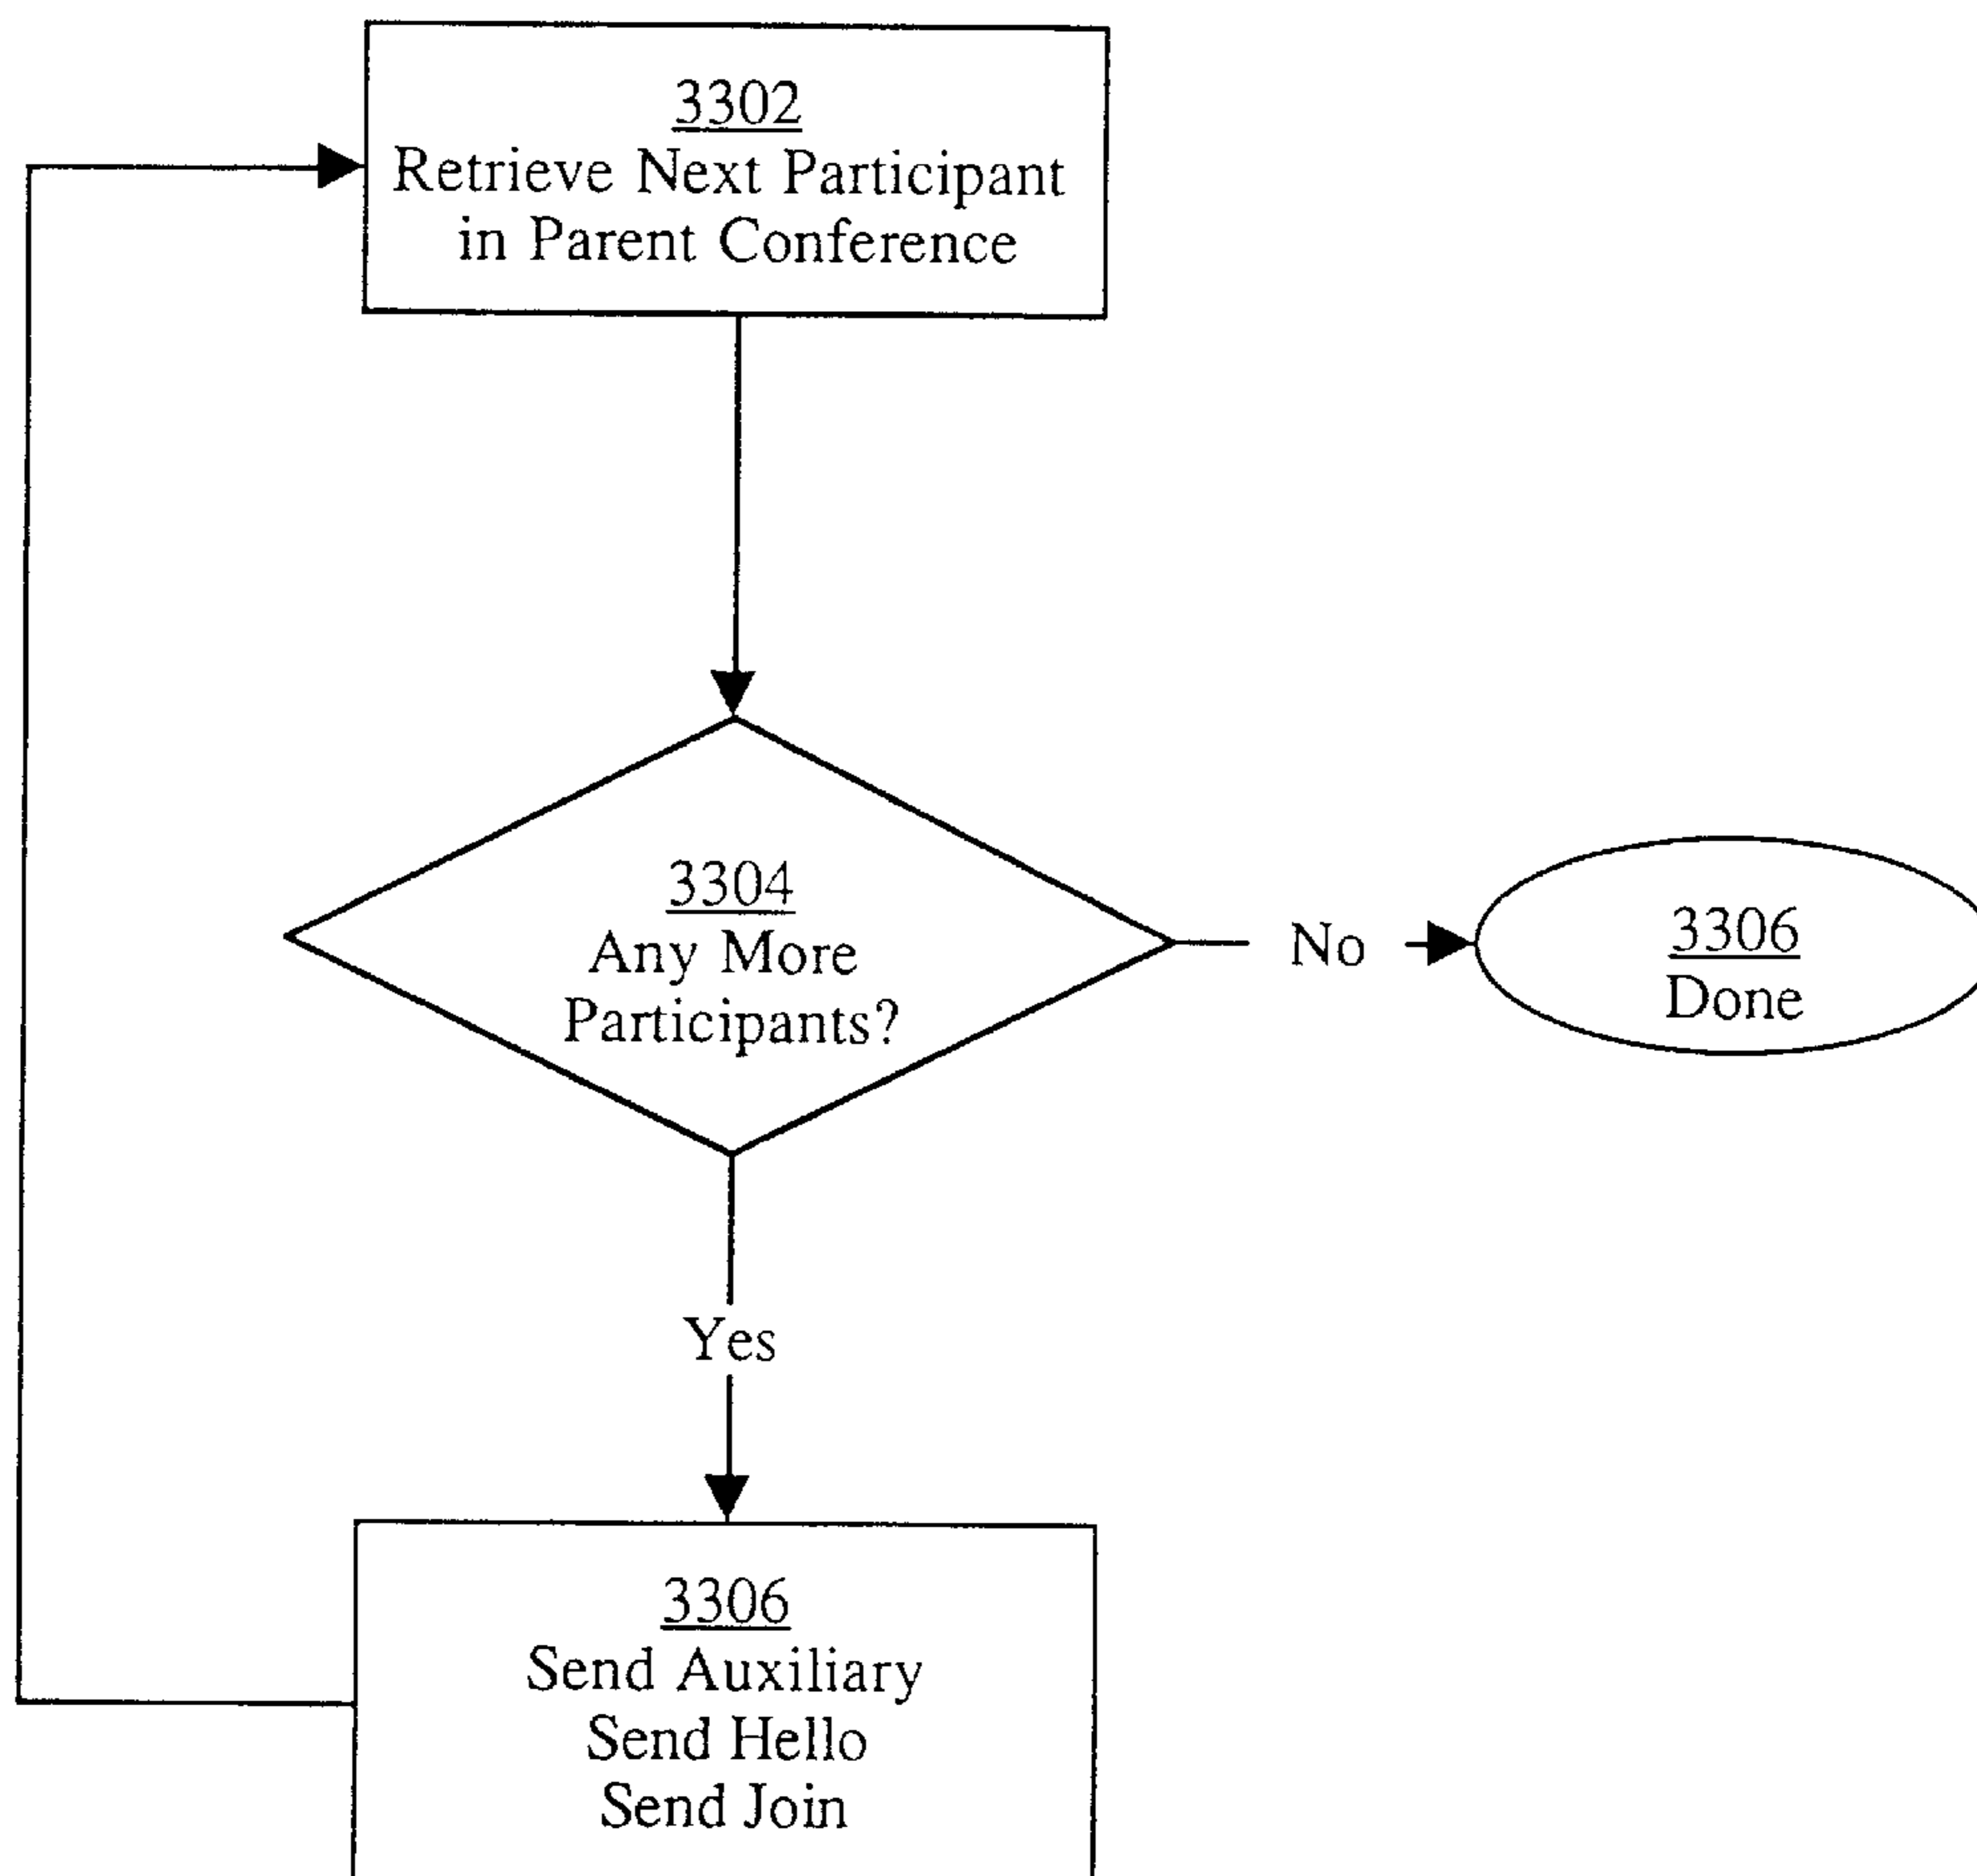 3302
Retrieve Next Participant
in Parent Conference
3304
Any More
Participants?
No
3306
Done
Yes
3306
Send Auxiliary
Send Hello
Send Join